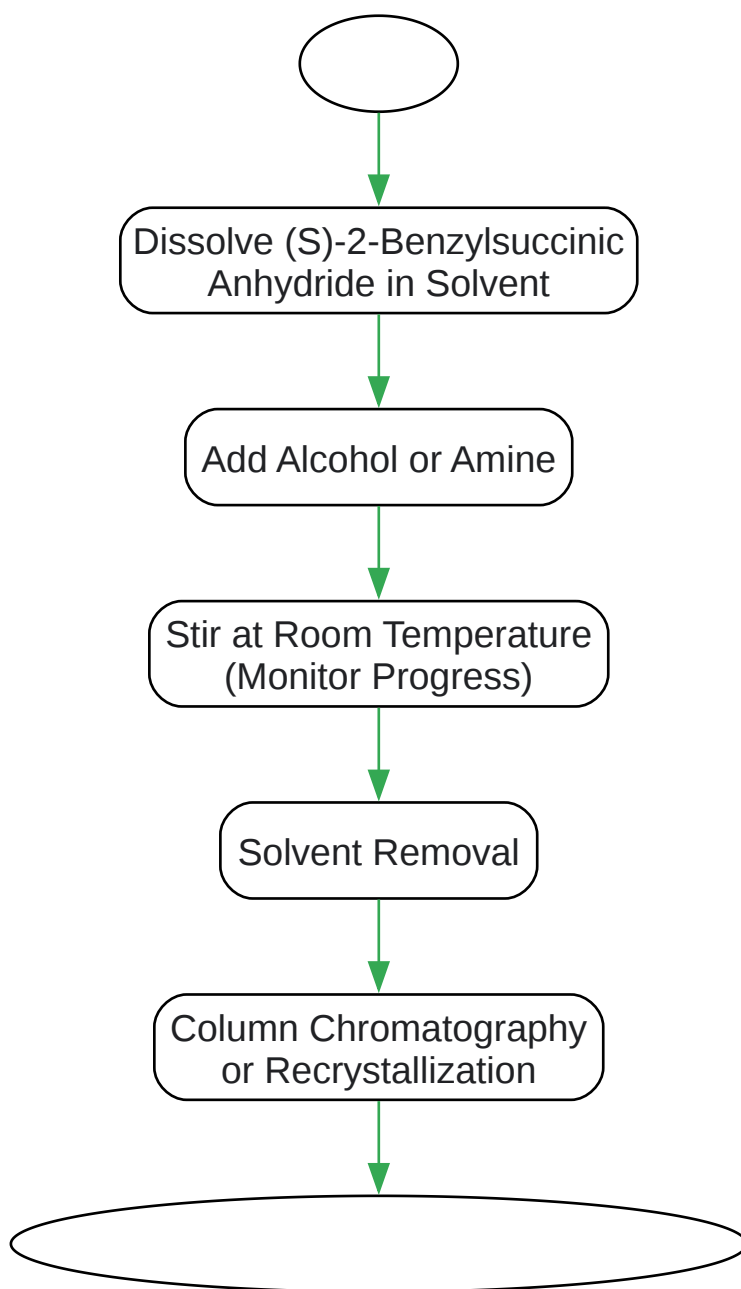 Dissolve (S)-2-Benzylsuccinic
Anhydride in Solvent
Add Alcohol or Amine
Stir at Room Temperature
(Monitor Progress)
Solvent Removal
Column Chromatography
or Recrystallization